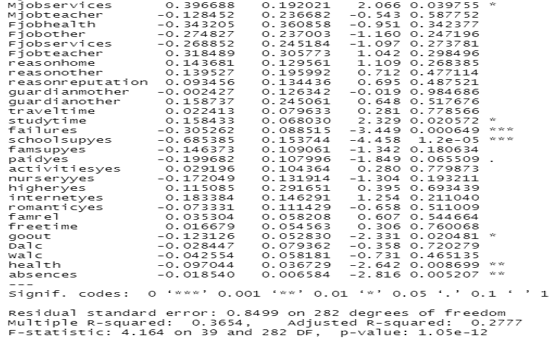 Mjobservices 0.396688 0.192021 2.066 0.039755 *
Mjobteacher -0.128452 0.236682 -0.543 0.587752
Fjobhealth -0.343205 0.360858 -0.951 0.342377
Fjobother -0.274827 0.237003 -1.160 0.247196
Fjobservices -0.268852 0.245184 -1.097 0.273781
Fjobteacher 0.318489 0.305773 1.042 0.298496
reasonhome 0.143681 0.129561 1.109 0.268385
reasonother 0.139527 0.195992 0.712 0.477114
reasonreputation 0.093456 0.134436 0.695 0.487521
guardianmother -0.002427 0.126342 -0.019 0.984686
guardianother 0.158737 0.245061 0.648 0.517676
traveltime 0.022413 0.079633 0.281 0.778566
studytime 0.158433 0.068030 2.329 0.020572 *
failures -0.305262 0.088515 -3.449 0.000649 ***
schoolsupyes -0.685385 0.153744 -4.458 1.2e-05 ***
famsupyes -0.146373 0.109061 -1.342 0.180634
paidyes -0.199682 0.107996 -1.849 0.065509 .
activitiesyes 0.029196 0.104364 0.280 0.779873
nurseryyes -0.172049 0.131914 -1.304 0.193211
higheryes 0.115085 0.291651 0.395 0.693439
internetyes 0.183384 0.146291 1.254 0.211040
romanticyes -0.073331 0.111429 -0.658 0.511009
famrel 0.035304 0.058208 0.607 0.544664
freetime 0.016679 0.054563 0.306 0.760068
goout -0.123126 0.052830 -2.331 0.020481 *
Dalc -0.028447 0.079362 -0.358 0.720279
Walc -0.042554 0.058181 -0.731 0.465135
health -0.097044 0.036729 -2.642 0.008699 **
absences -0.018540 0.006584 -2.816 0.005207 **
---
Signif. codes: 0 ‘***’ 0.001 ‘**’ 0.01 ‘*’ 0.05 ‘.’ 0.1 ‘ ’ 1
Residual standard error: 0.8499 on 282 degrees of freedom
Multiple R-squared: 0.3654, Adjusted R-squared: 0.2777
F-statistic: 4.164 on 39 and 282 DF, p-value: 1.05e-12